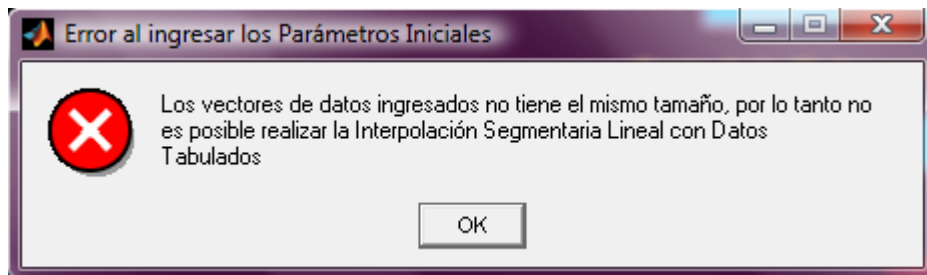 Error al ingresar los Parámetros Iniciales
Los vectores de datos ingresados no tiene el mismo tamaño, por lo tanto no
es posible realizar la Interpolación Segmentaria Lineal con Datos
Tabulados
OK